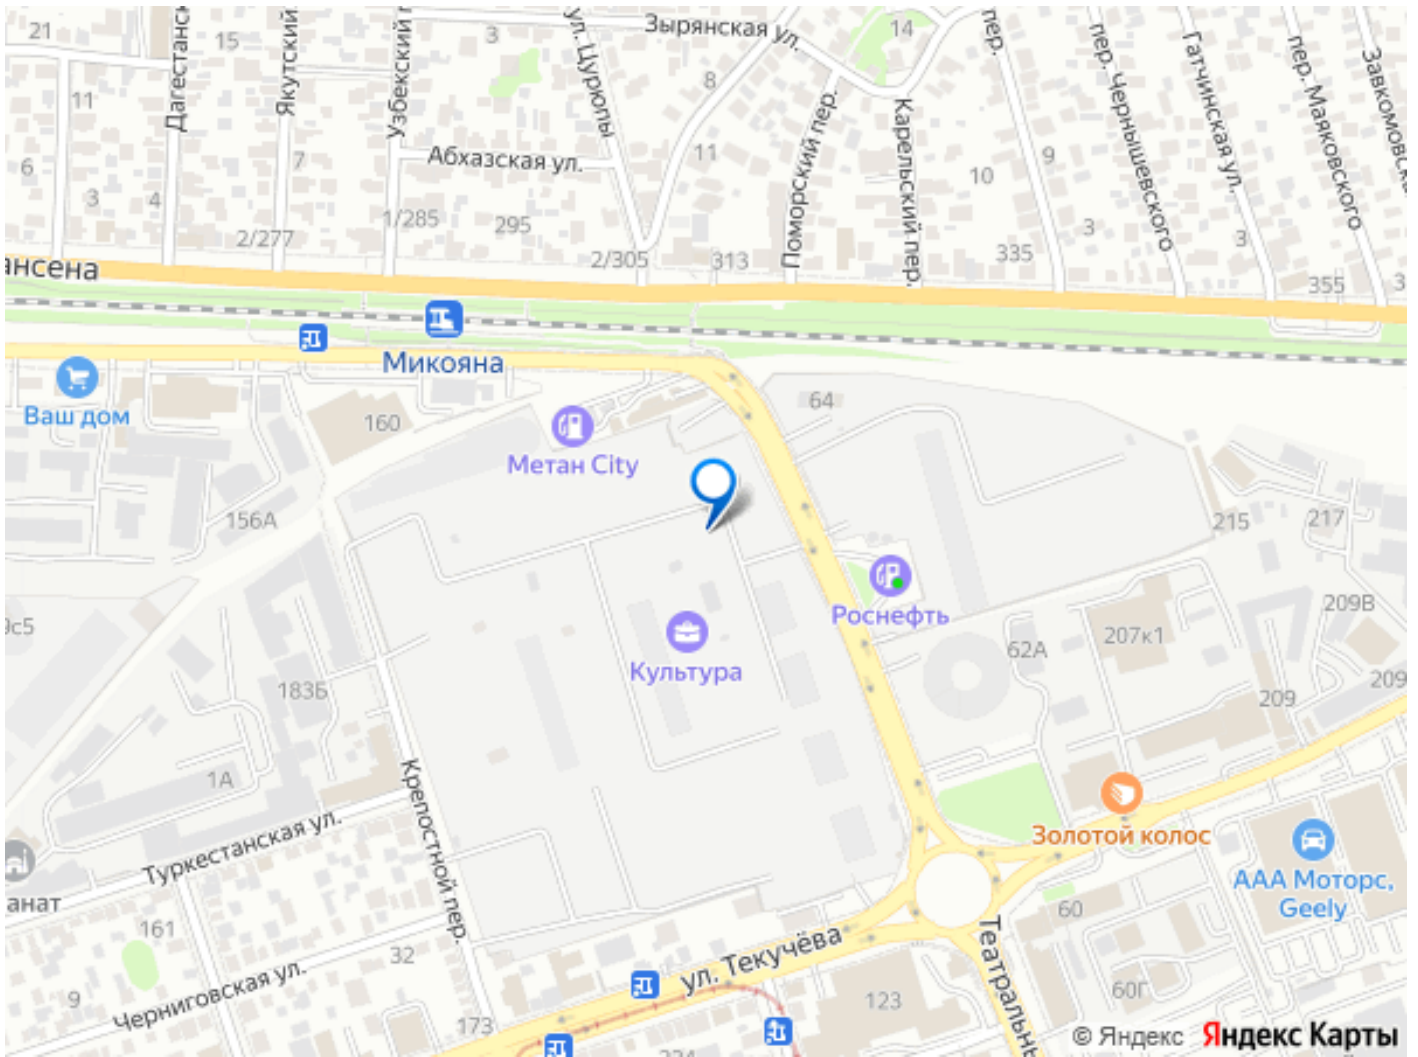 21
15
3
Зырянская ул.
14
пер.
пер. Чернышевского
Гатчинская ул.
пер. Маяковского
Якутский
Узбекский
ул. Цурюпы
8
11
Абхазская ул.
11
Поморский пер.
Карельский пер.
9
10
6
7
3
4
1/285
295
2/277
2/305
313
335
3
3
355
3
ансена
Микояна
Ваш дом
160
Метан City
64
156А
215
217
9с5
Роснефть
Культура
62А
207к1
209В
183Б
209
209
1А
Крепостной пер.
Туркестанская ул.
Золотой колос
ААА Моторс,
Geely
анат
161
32
Черниговская ул.
9
173
ул. Текучёва
123
60
60Г
© Яндекс Яндекс Карты